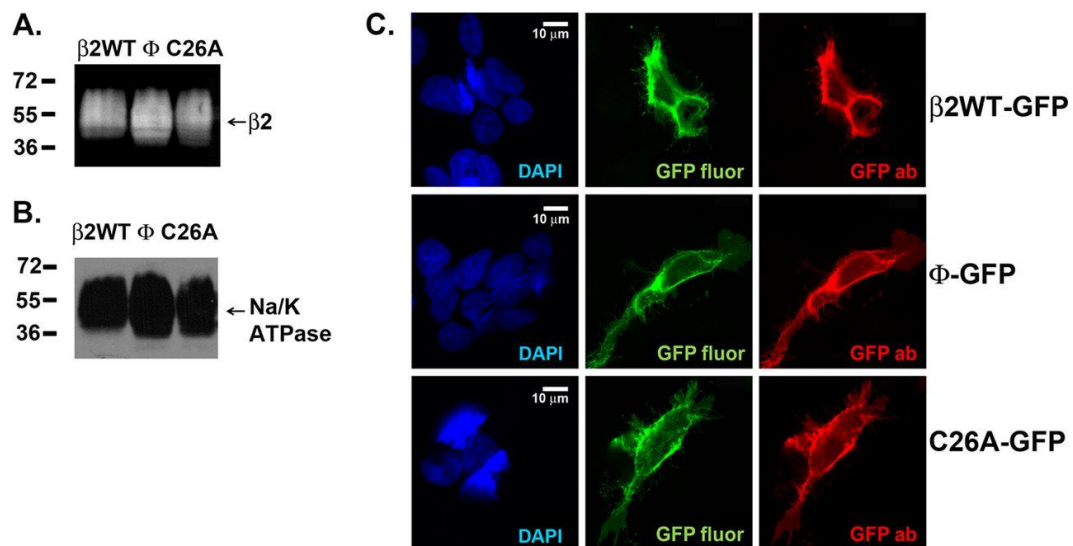 A.
β2WT Φ C26A
72
55
36
←β2
B.
β2WT Φ C26A
72
55
36
←Na/K
ATPase
C.
10 μm
DAPI
GFP fluor
GFP ab
β2WT-GFP
10 μm
DAPI
GFP fluor
GFP ab
Φ-GFP
10 μm
DAPI
GFP fluor
GFP ab
C26A-GFP